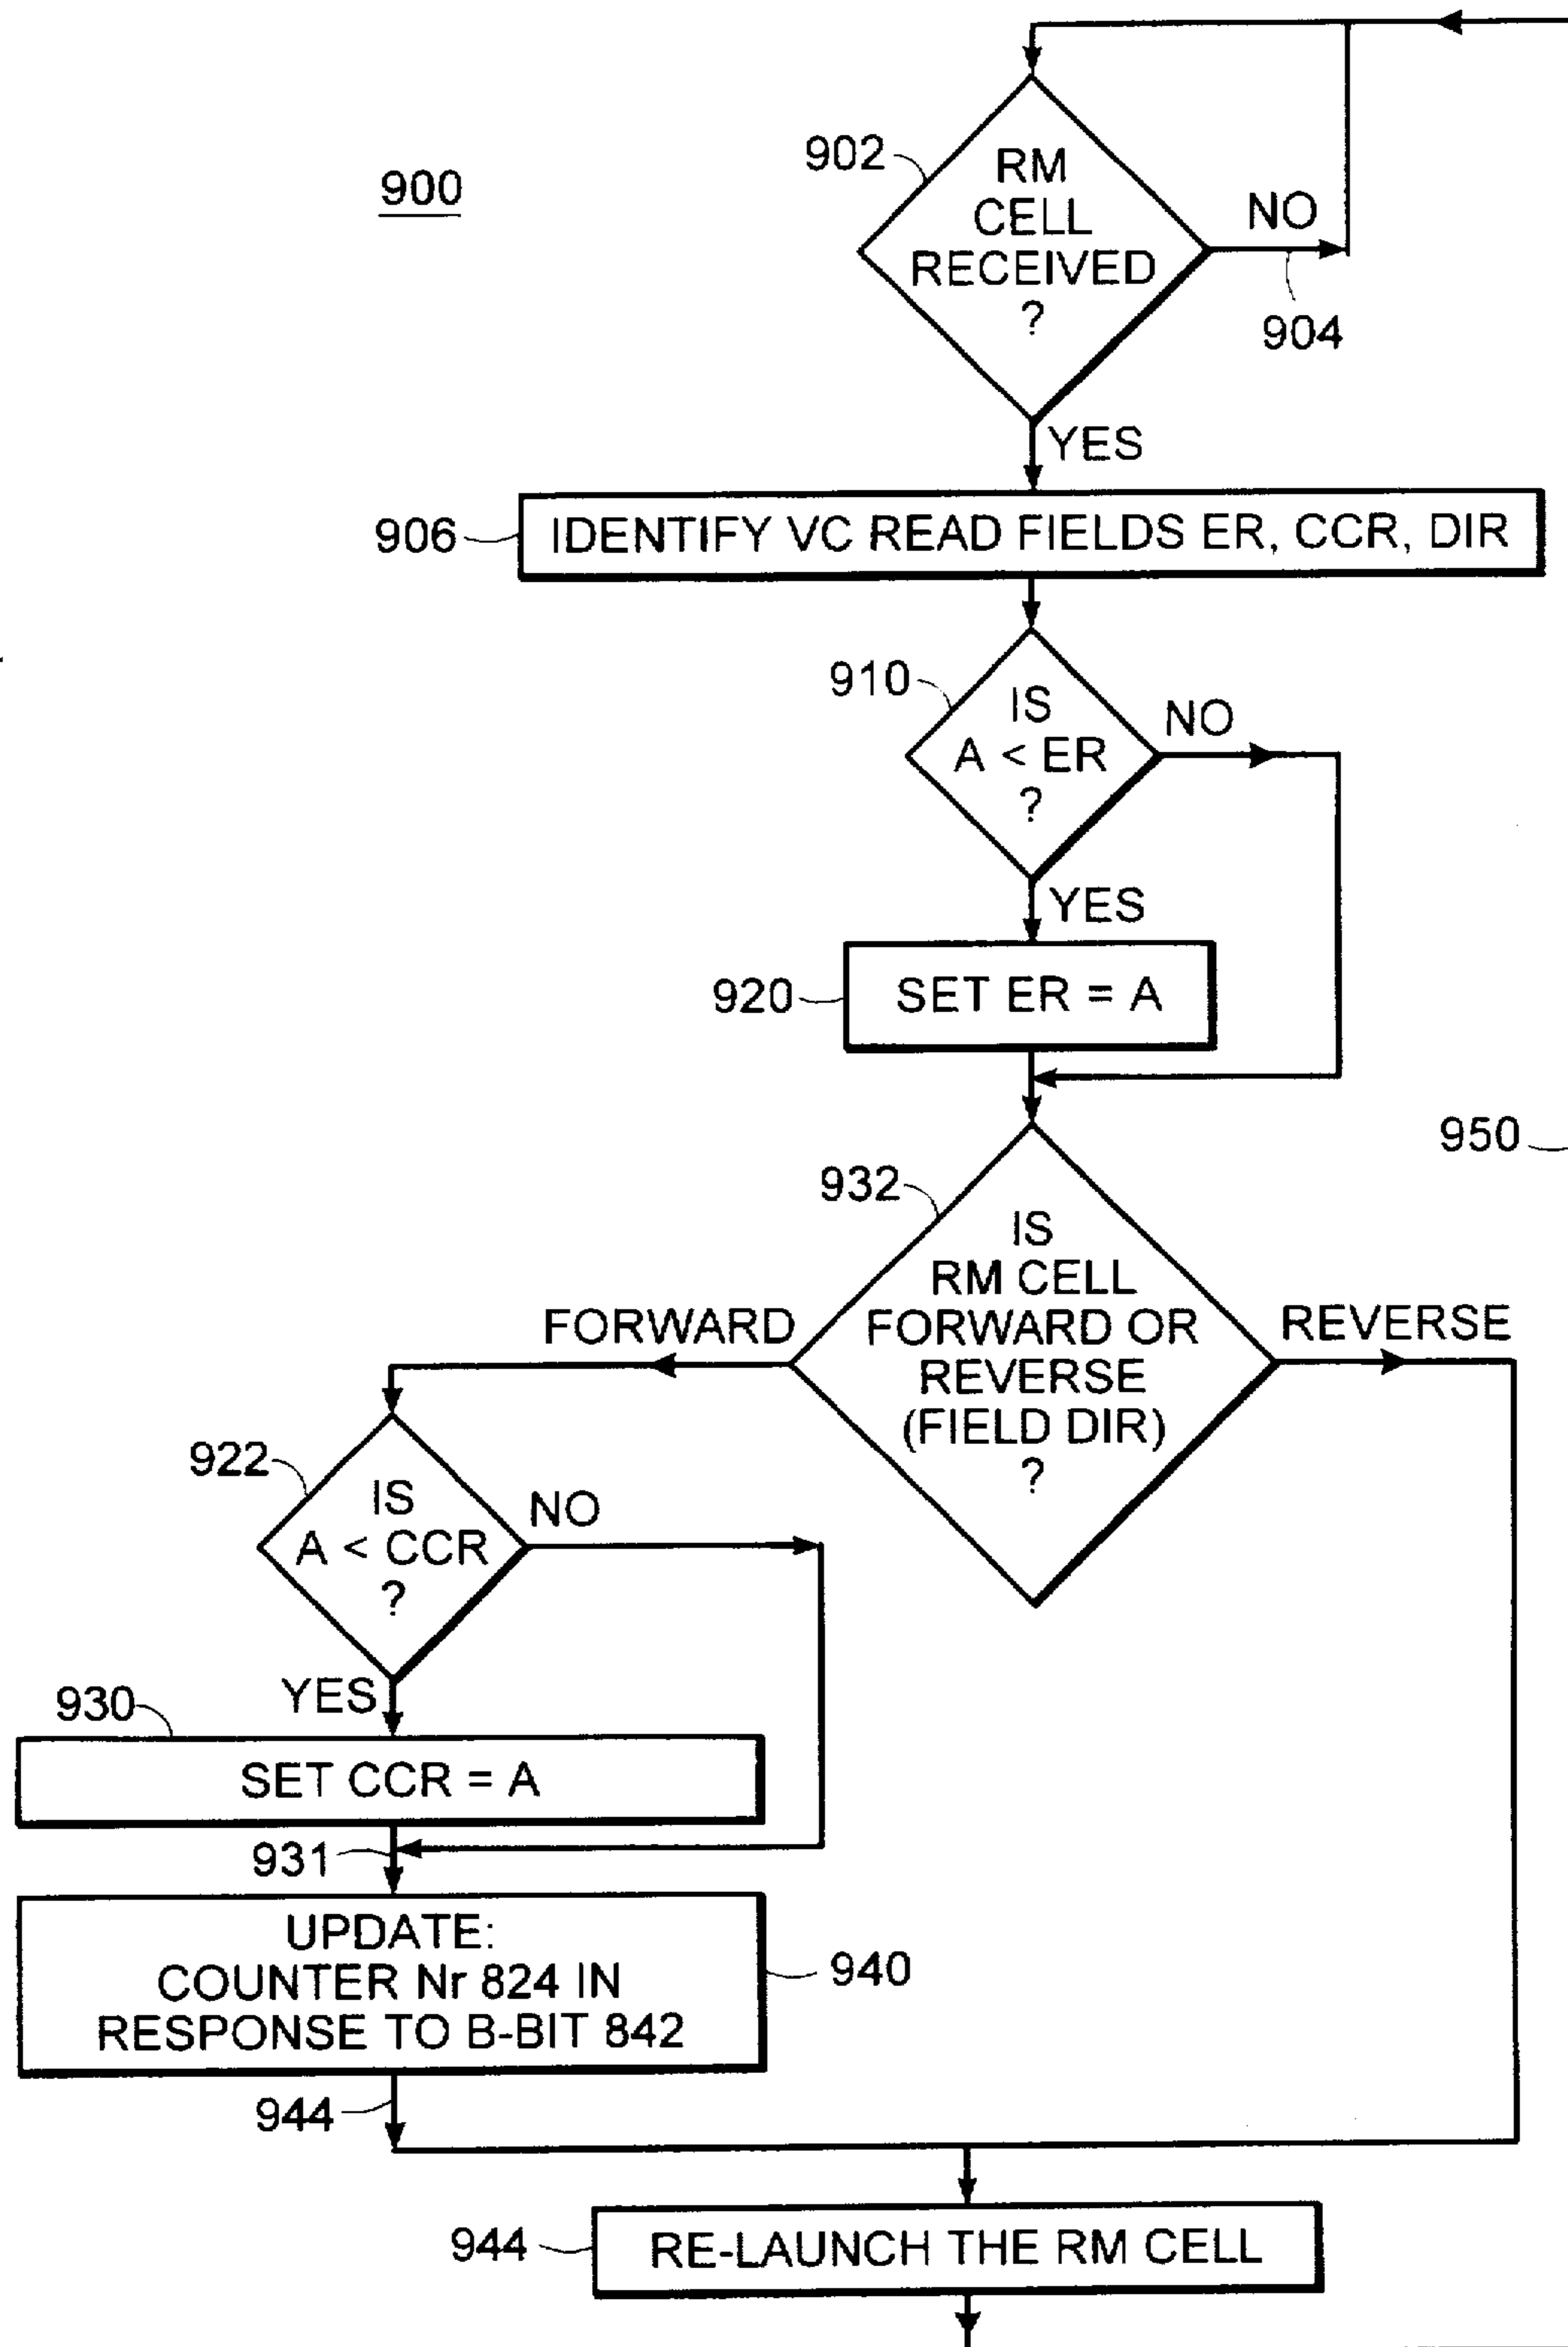 902
RM
CELL
RECEIVED
?
900
NO
904
YES
906
IDENTIFY VC READ FIELDS ER, CCR, DIR
910
IS
A < ER
?
NO
YES
920
SET ER = A
950
932
IS
RM CELL
FORWARD OR
REVERSE
(FIELD DIR)
?
FORWARD
REVERSE
922
IS
A < CCR
?
NO
YES
930
SET CCR = A
931
UPDATE:
COUNTER Nr 824 IN
RESPONSE TO B-BIT 842
940
944
944
RE-LAUNCH THE RM CELL